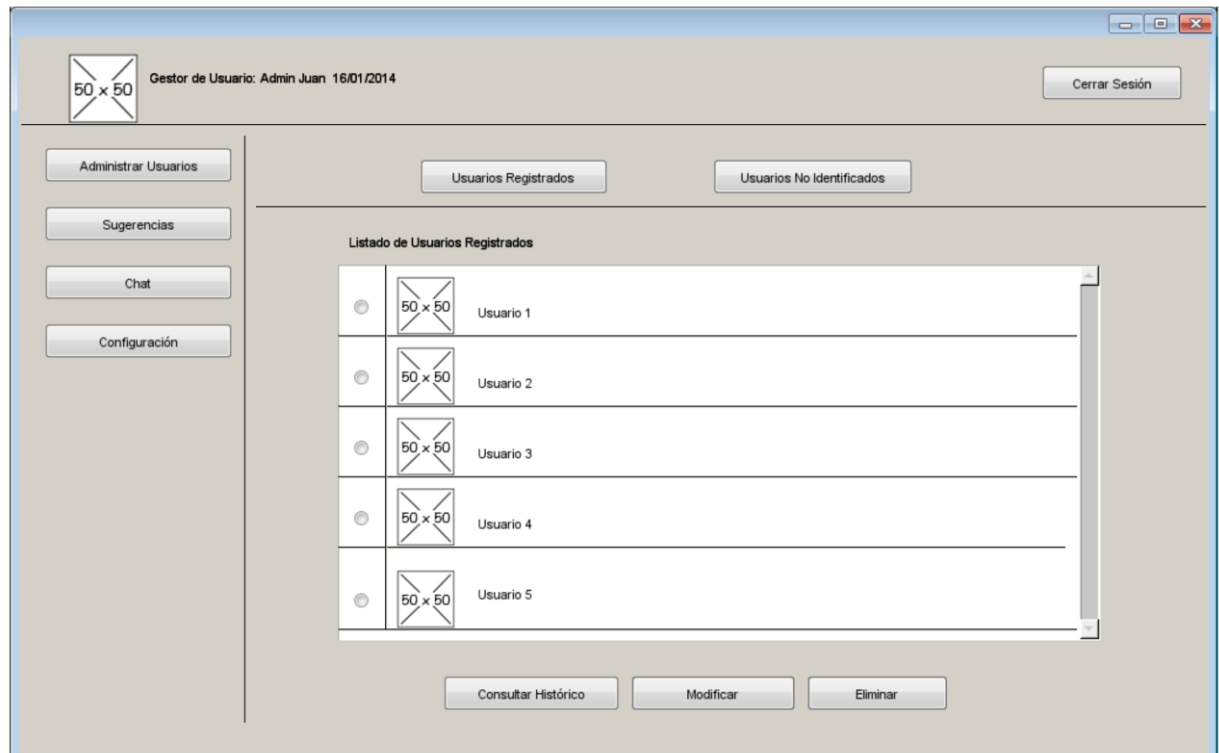 50 x 50
Gestor de Usuario: Admin Juan 16/01/2014
Cerrar Sesión
Administrar Usuarios
Sugerencias
Chat
Configuración
Usuarios Registrados
Usuarios No Identificados
Listado de Usuarios Registrados
50 x 50
Usuario 1
50 x 50
Usuario 2
50 x 50
Usuario 3
50 x 50
Usuario 4
50 x 50
Usuario 5
Consultar Histórico
Modificar
Eliminar